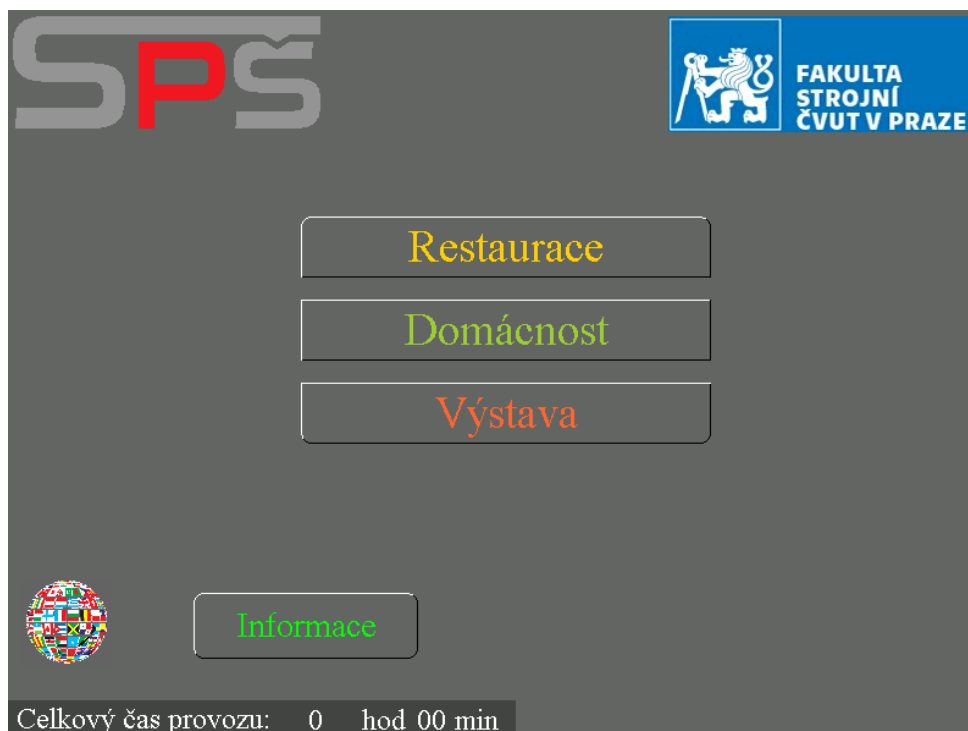 SPŠ
FAKULTA
STROJNÍ
ČVUT V PRAZE
Restaurace
Domácnost
Výstava
Informace
Celkový čas provozu: 0 hod 00 min